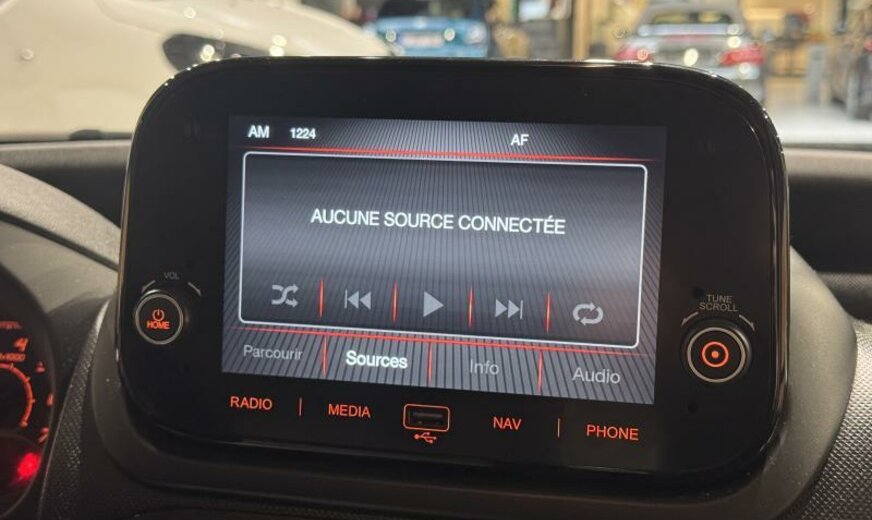 AM 1224 AF
AUCUNE SOURCE CONNECTÉE
VOL
HOME
TUNE
SCROLL
Parcourir Sources Info Audio
RADIO MEDIA NAV PHONE